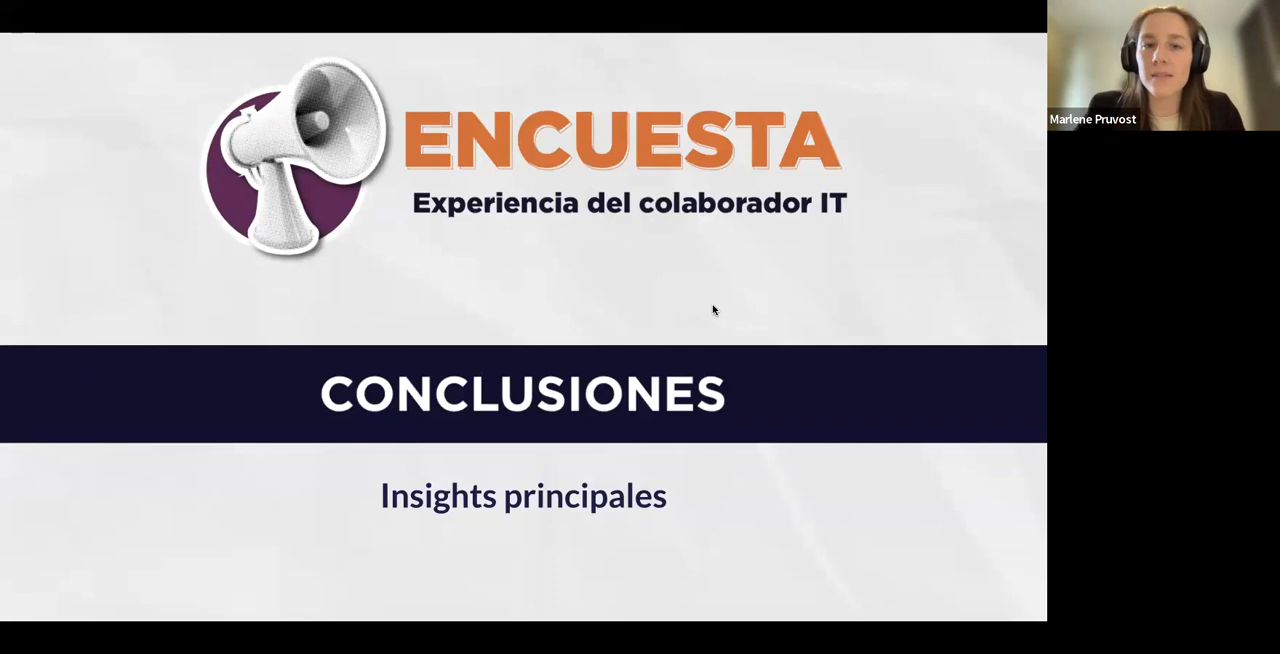 ENCUESTA
Experiencia del colaborador IT
CONCLUSIONES
Insights principales
Marlene Pruvost